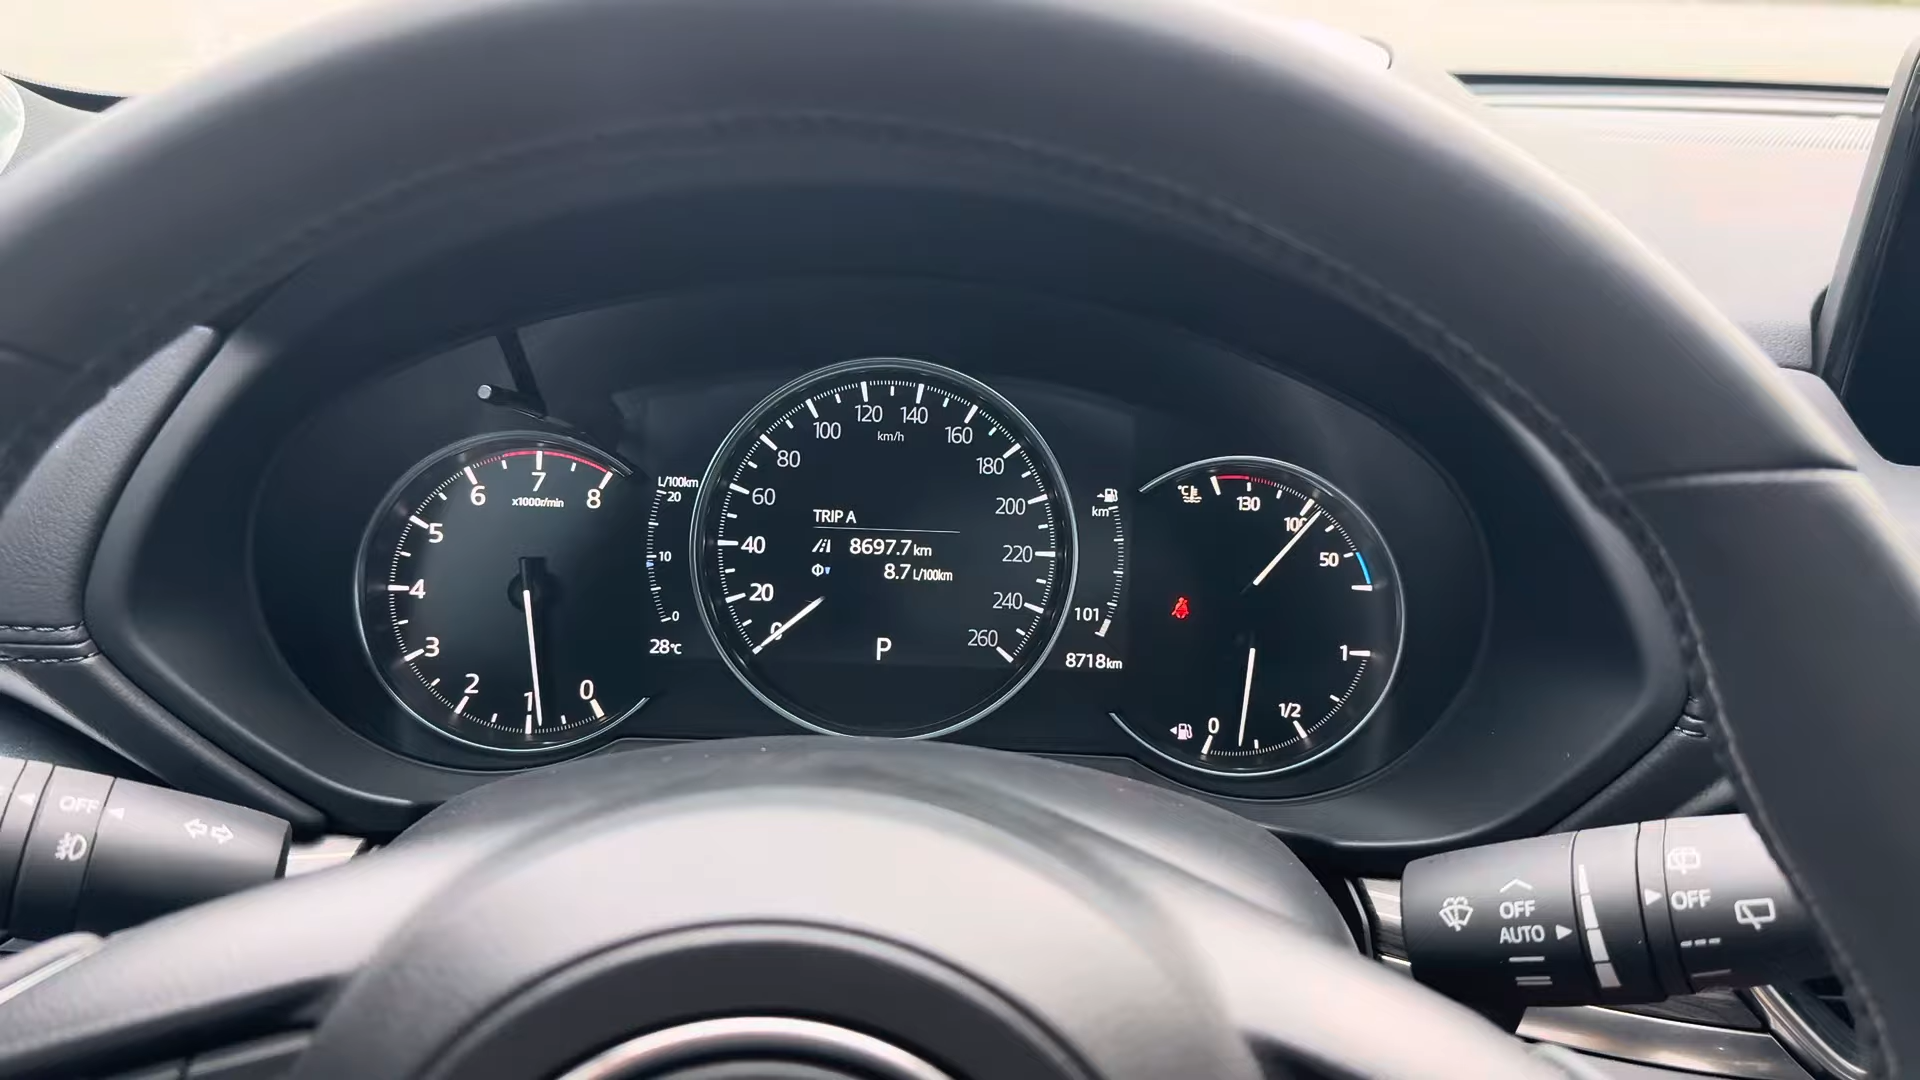 6 7 8
x1000r/min
5
4
3
2 1 0
L/100km
20
10
0
28℃
120 140
100 km/h 160
80 180
60 200
40 220
20 240
0 260
TRIP A
8697.7 km
8.7 L/100km
P
km
101
8718 km
℃
130
100
50
1
1/2
0
OFF
OFF
AUTO
OFF